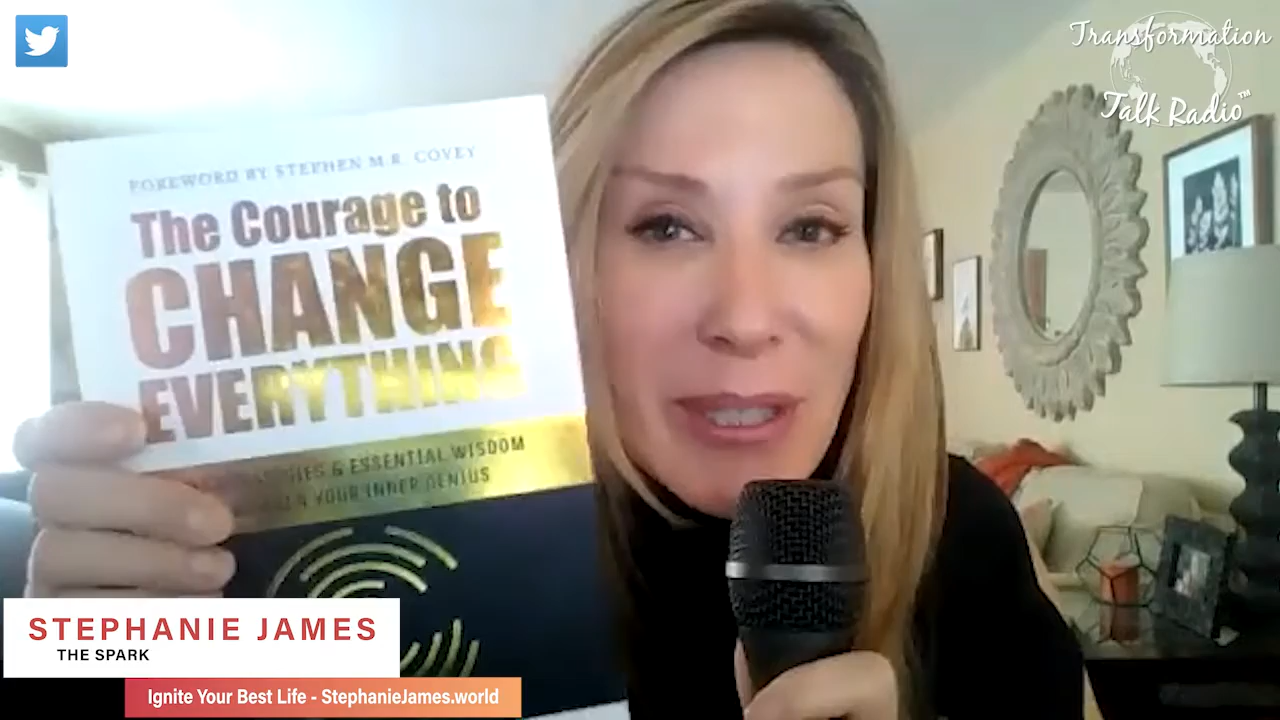 Transformation
Talk Radio™
FOREWORD BY STEPHEN M.R. COVEY
The Courage to
CHANGE
EVERYTHING
& ESSENTIAL WISDOM
YOUR INNER GENIUS
STEPHANIE JAMES
THE SPARK
Ignite Your Best Life - StephanieJames.world